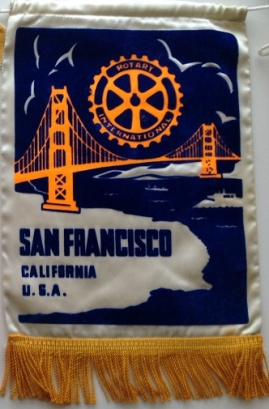 ROTARY
INTERNATIONAL
SAN FRANCISCO
CALIFORNIA
U.S.A.